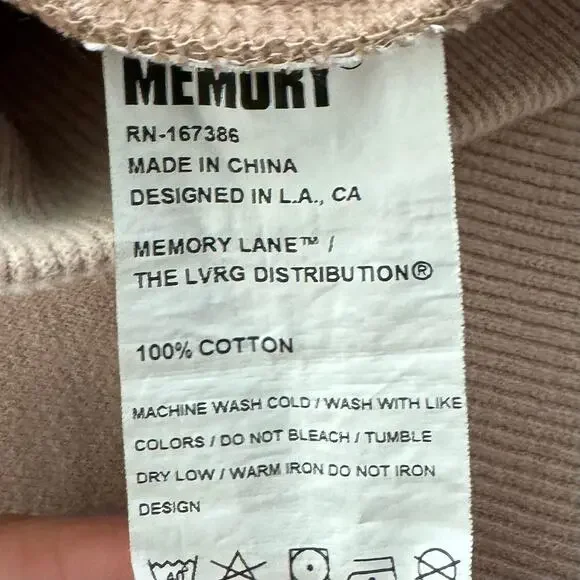 MEMORY
RN-167386
MADE IN CHINA
DESIGNED IN L.A., CA
MEMORY LANE™ /
THE LVRG DISTRIBUTION®
100% COTTON
MACHINE WASH COLD / WASH WITH LIKE
COLORS / DO NOT BLEACH / TUMBLE
DRY LOW / WARM IRON DO NOT IRON
DESIGN